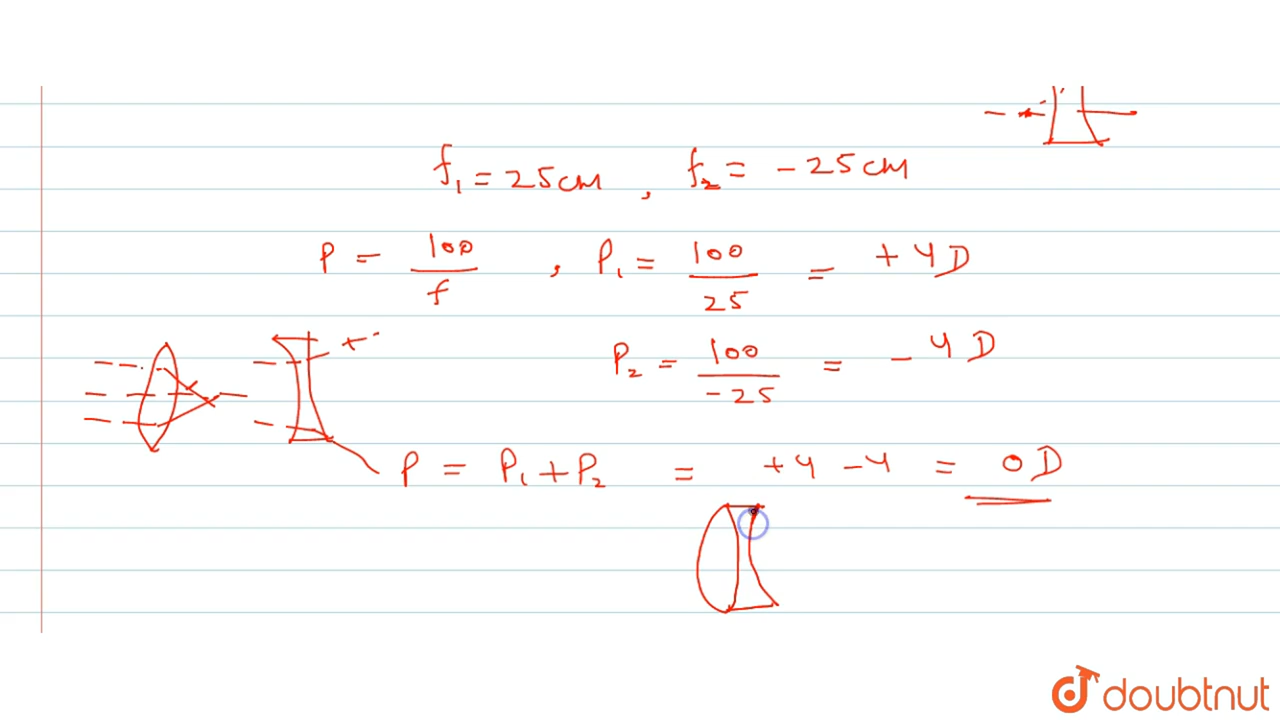 f₁ = 25cm , f₂ = - 25cm
P = 100/f , P₁ = 100/25 = + 4D
P₂ = 100/-25 = - 4D
P = P₁ + P₂ = +4 - 4 = 0D
doubtnut